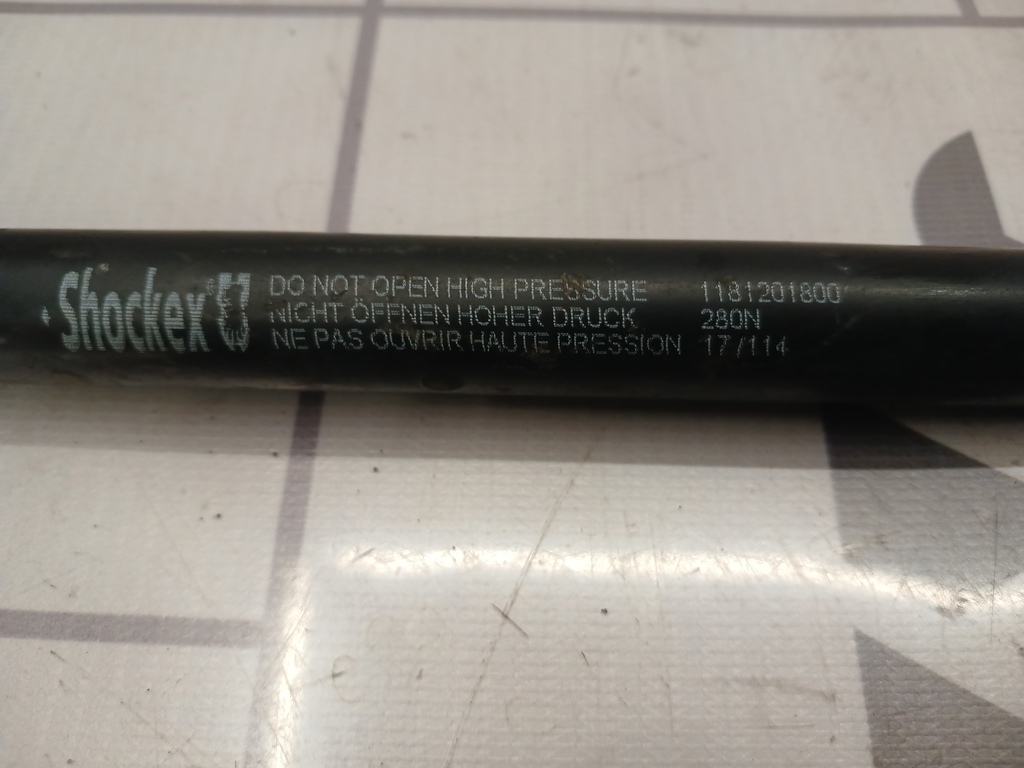 Shockex
DO NOT OPEN HIGH PRESSURE 1181201800
NICHT ÖFFNEN HOHER DRUCK 280N
NE PAS OUVRIR HAUTE PRESSION 17/114